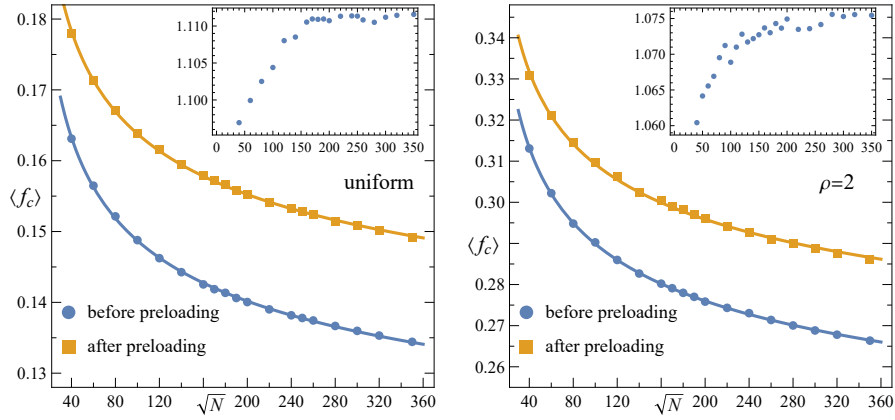 0.18
0.17
0.16
0.15
0.14
0.13
⟨f_c⟩
1.110
1.105
1.100
0 50 100 150 200 250 300 350
uniform
before preloading
after preloading
40 80 120 160 √N 200 240 280 320 360
0.34
0.33
0.32
0.31
0.30
0.29
0.28
0.27
0.26
⟨f_c⟩
1.075
1.070
1.065
1.060
0 50 100 150 200 250 300 350
ρ=2
before preloading
after preloading
40 80 120 160 √N 200 240 280 320 360